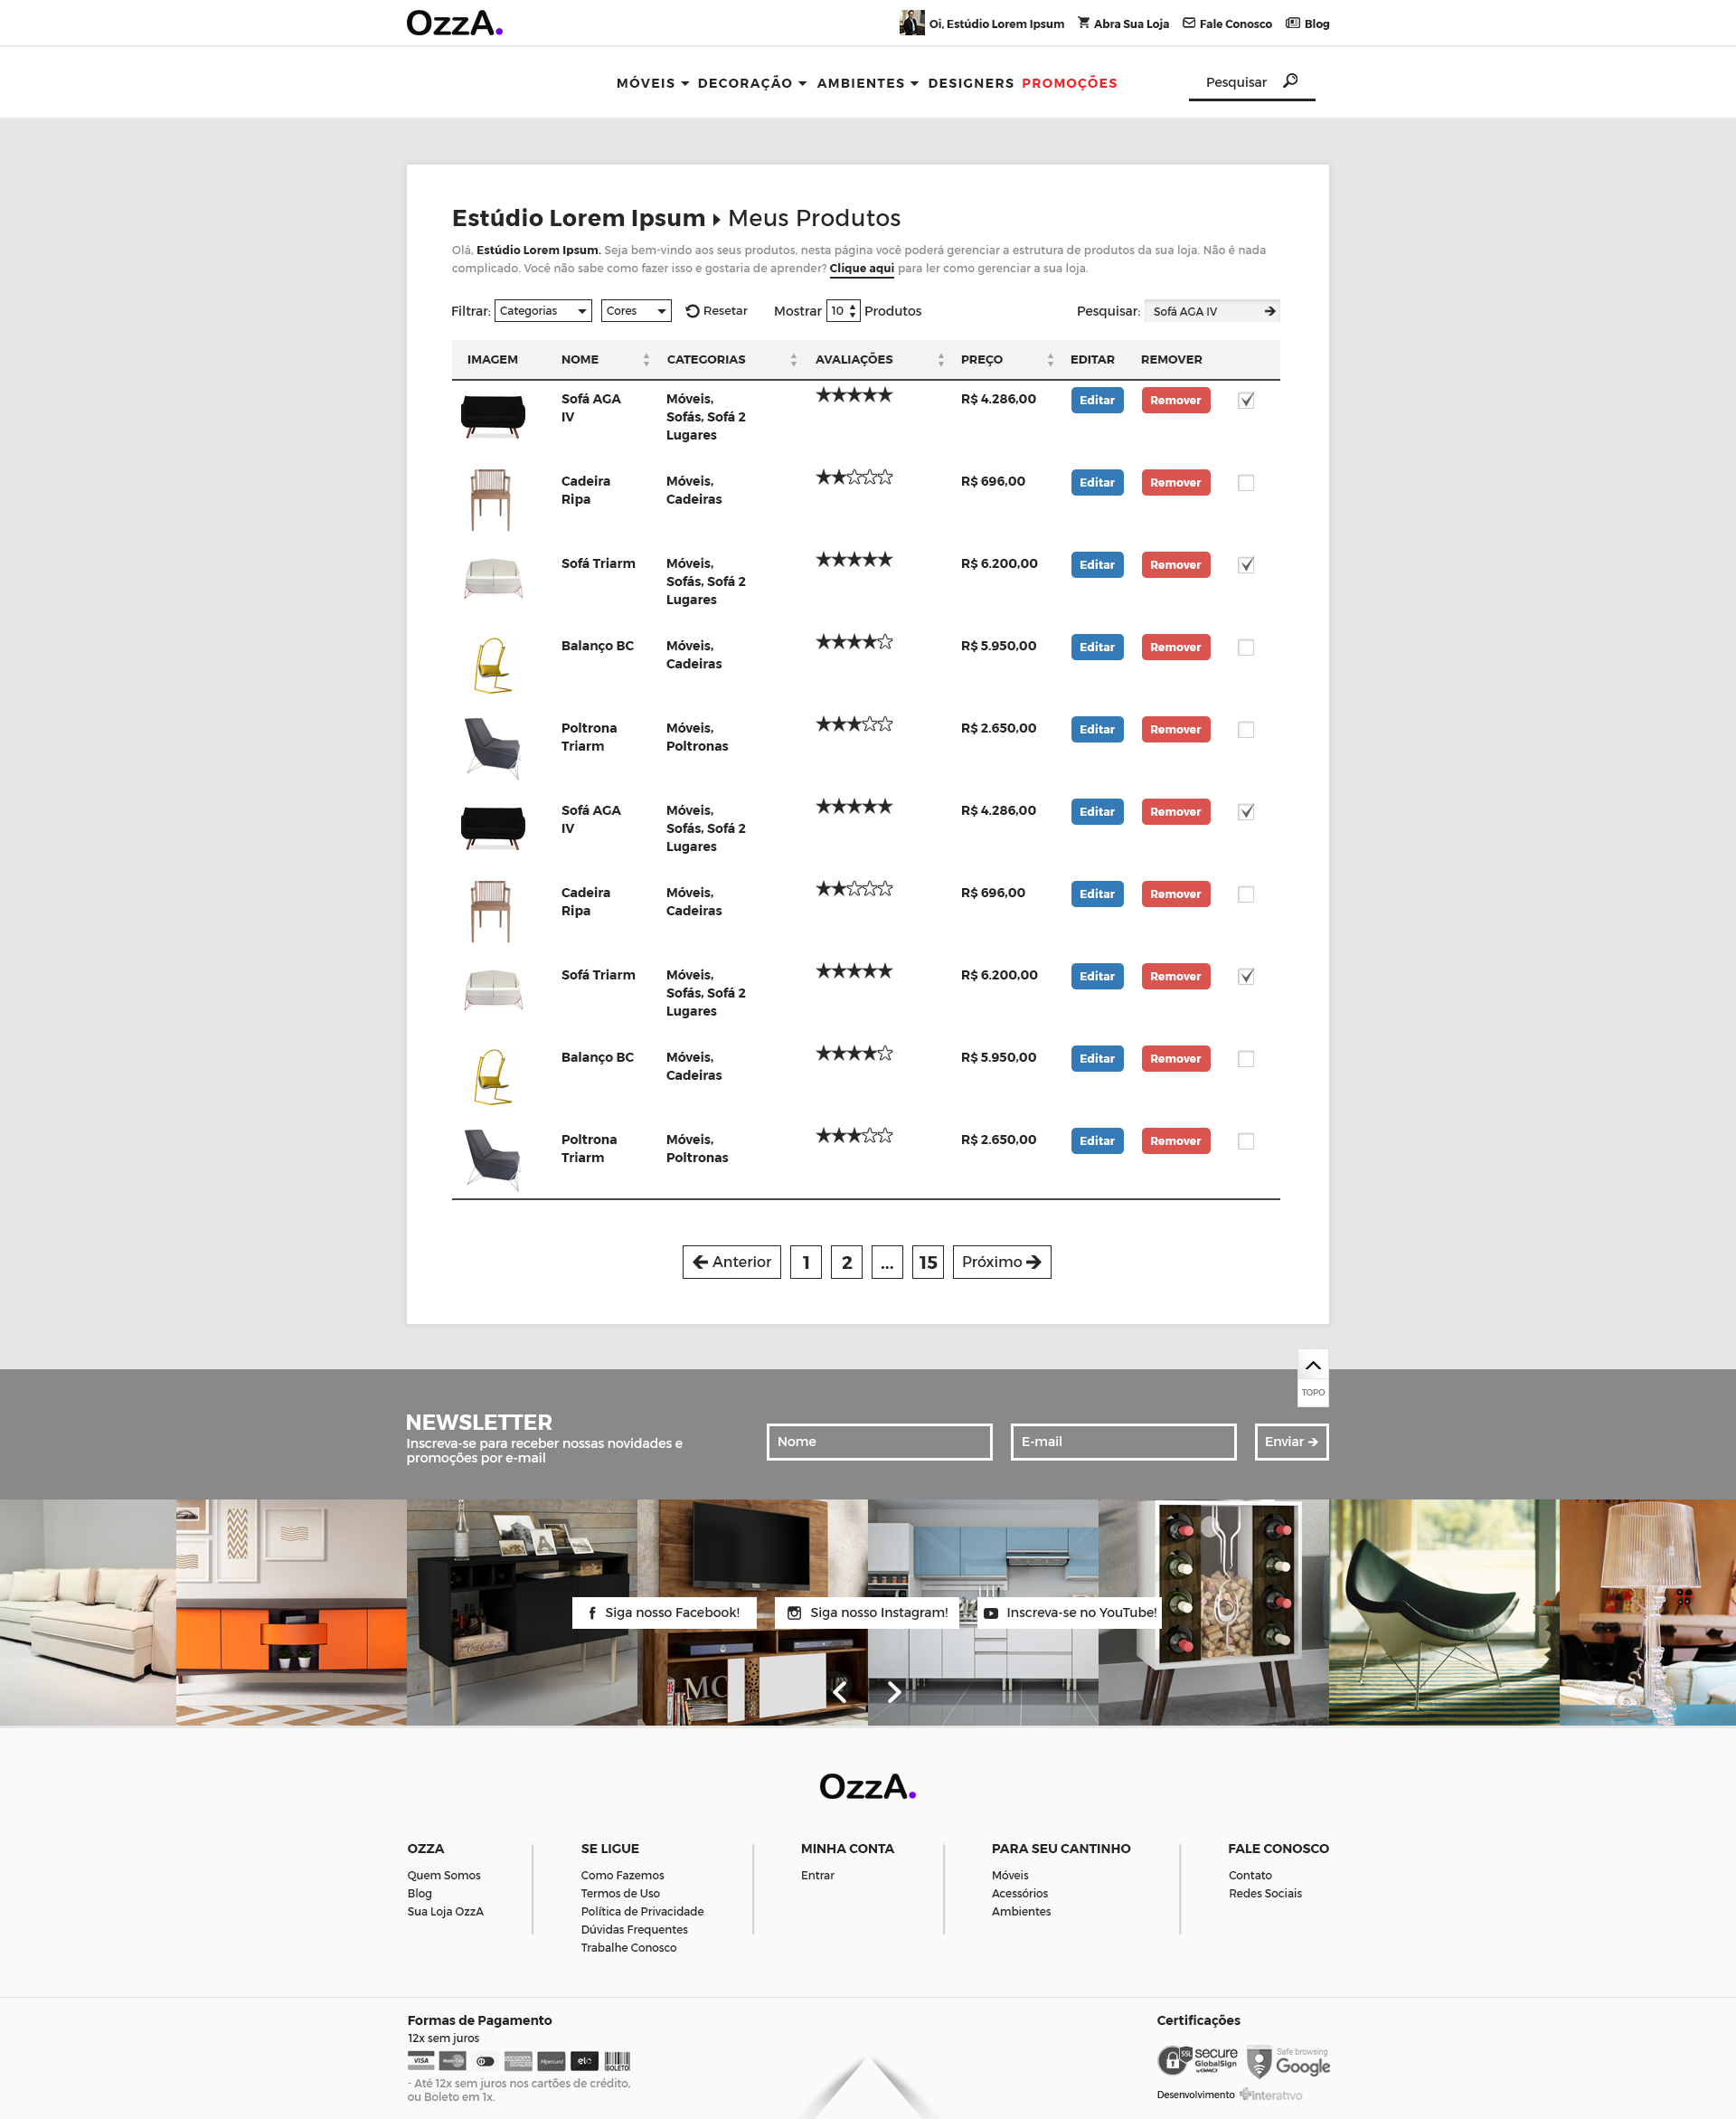 OzzA.
Oi, Estúdio Lorem Ipsum Abra Sua Loja Fale Conosco Blog
MÓVEIS DECORAÇÃO AMBIENTES DESIGNERS PROMOÇÕES Pesquisar
Estúdio Lorem Ipsum Meus Produtos
Olá, Estúdio Lorem Ipsum. Seja bem-vindo aos seus produtos, nesta página você poderá gerenciar a estrutura de produtos da sua loja. Não é nada
complicado. Você não sabe como fazer isso e gostaria de aprender? Clique aqui para ler como gerenciar a sua loja.
Filtrar: Categorias Cores Resetar Mostrar 10 Produtos Pesquisar: Sofá AGA IV
IMAGEM NOME CATEGORIAS AVALIAÇÕES PREÇO EDITAR REMOVER
Sofá AGA Móveis, R$ 4.286,00 Editar Remover
IV Sofás, Sofá 2
Lugares
Cadeira Móveis, R$ 696,00 Editar Remover
Ripa Cadeiras
Sofá Triarm Móveis, R$ 6.200,00 Editar Remover
Sofás, Sofá 2
Lugares
Balanço BC Móveis, R$ 5.950,00 Editar Remover
Cadeiras
Poltrona Móveis, R$ 2.650,00 Editar Remover
Triarm Poltronas
Sofá AGA Móveis, R$ 4.286,00 Editar Remover
IV Sofás, Sofá 2
Lugares
Cadeira Móveis, R$ 696,00 Editar Remover
Ripa Cadeiras
Sofá Triarm Móveis, R$ 6.200,00 Editar Remover
Sofás, Sofá 2
Lugares
Balanço BC Móveis, R$ 5.950,00 Editar Remover
Cadeiras
Poltrona Móveis, R$ 2.650,00 Editar Remover
Triarm Poltronas
Anterior 1 2 ... 15 Próximo
TOPO
NEWSLETTER
Inscreva-se para receber nossas novidades e
promoções por e-mail
Nome E-mail Enviar
Siga nosso Facebook! Siga nosso Instagram! Inscreva-se no YouTube!
OzzA.
OZZA
Quem Somos
Blog
Sua Loja OzzA
SE LIGUE
Como Fazemos
Termos de Uso
Política de Privacidade
Dúvidas Frequentes
Trabalhe Conosco
MINHA CONTA
Entrar
PARA SEU CANTINHO
Móveis
Acessórios
Ambientes
FALE CONOSCO
Contato
Redes Sociais
Formas de Pagamento
12x sem juros
VISA MasterCard Hipercard elo BOLETO
- Até 12x sem juros nos cartões de crédito,
ou Boleto em 1x.
Certificações
SSL secure GlobalSign by GMO
Safe browsing Google
Desenvolvimento interativo